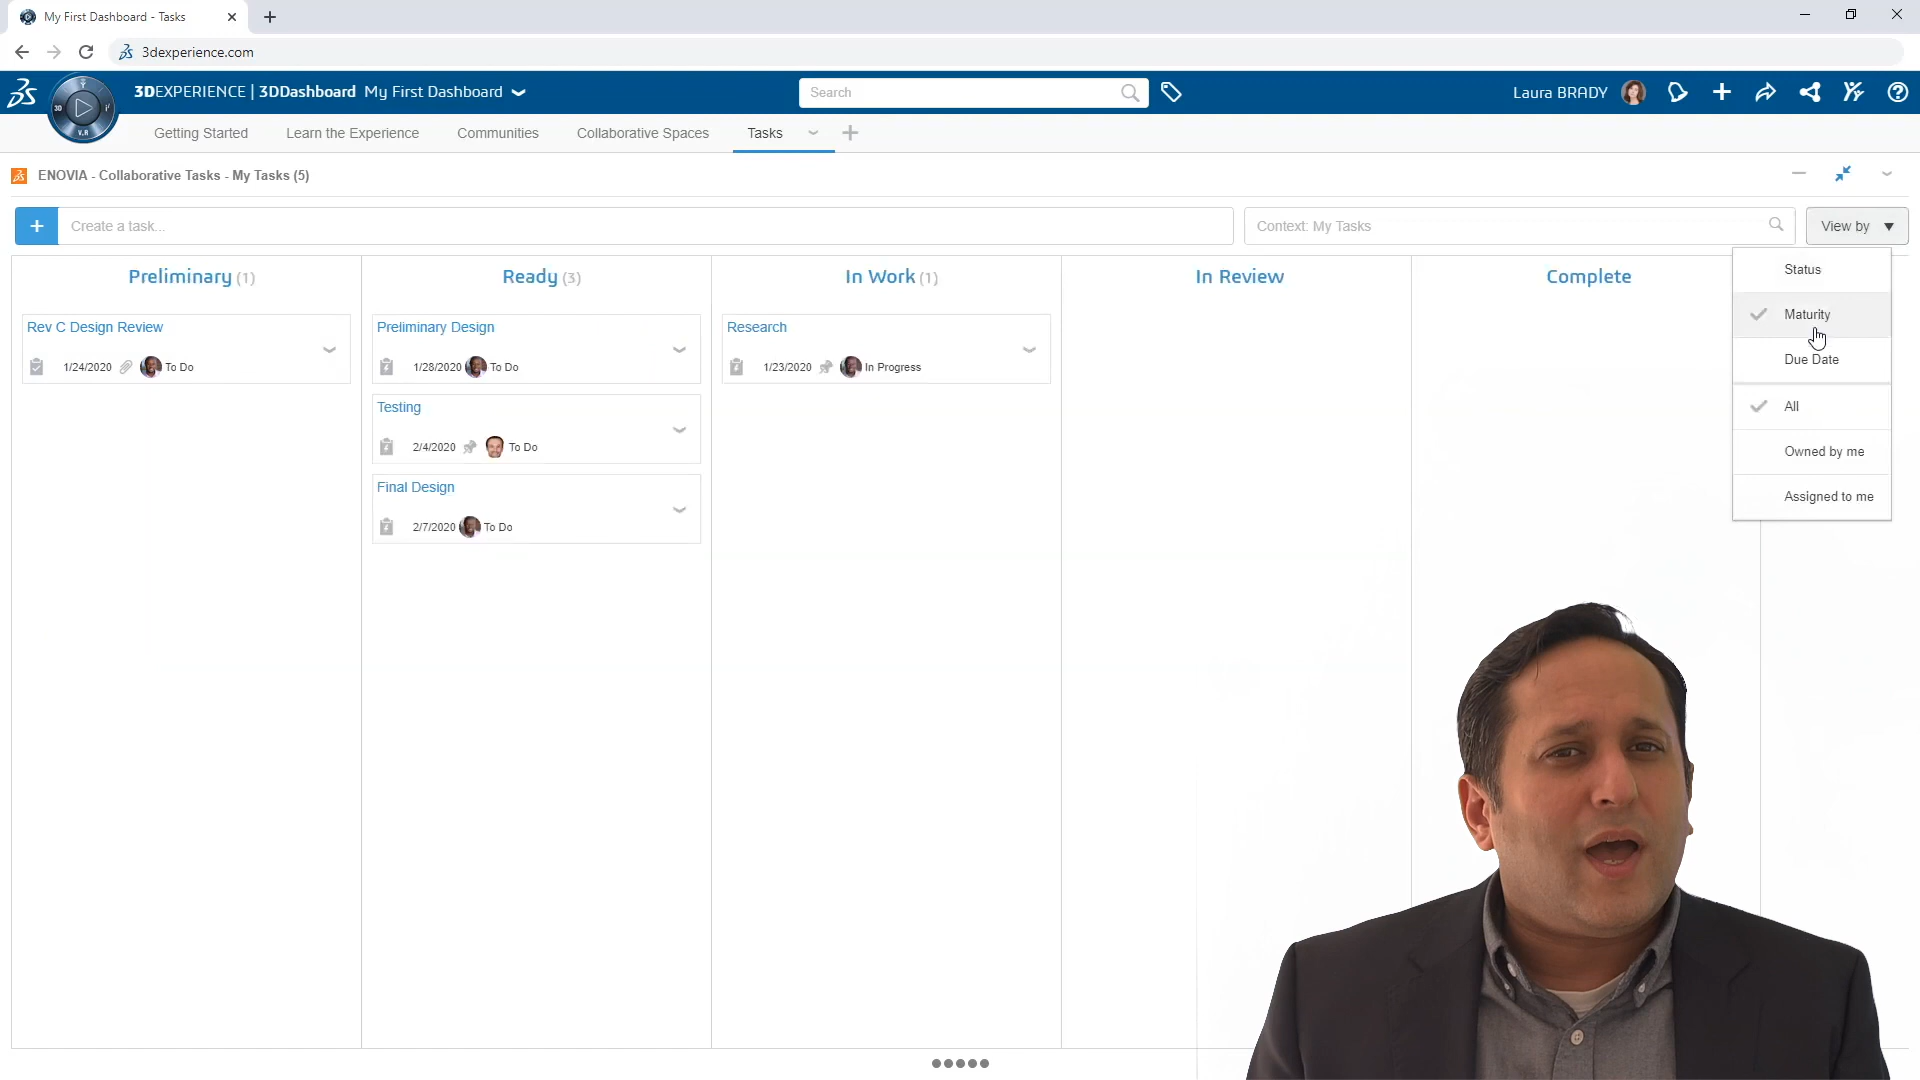 My First Dashboard - Tasks
3dexperience.com
3DEXPERIENCE | 3DDashboard My First Dashboard
Search
Laura BRADY
3D
V.R
Getting Started
Learn the Experience
Communities
Collaborative Spaces
Tasks
ENOVIA - Collaborative Tasks - My Tasks (5)
Create a task...
Context: My Tasks
View by
Preliminary (1)
Ready (3)
In Work (1)
In Review
Complete
Rev C Design Review
1/24/2020 To Do
Preliminary Design
1/28/2020 To Do
Testing
2/4/2020 To Do
Final Design
2/7/2020 To Do
Research
1/23/2020 In Progress
Status
Maturity
Due Date
All
Owned by me
Assigned to me